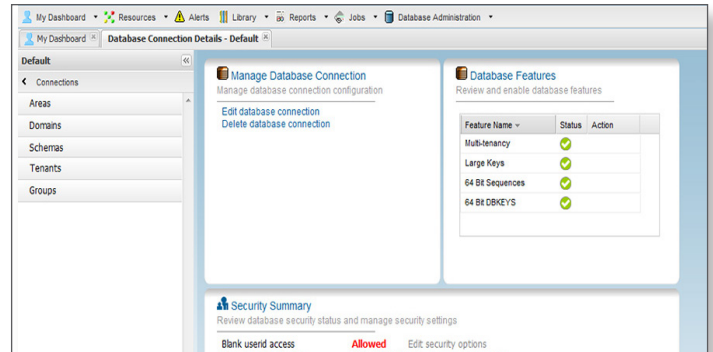 My Dashboard Resources Alerts Library Reports Jobs Database Administration
My Dashboard Database Connection Details - Default
Default
Connections
Areas
Domains
Schemas
Tenants
Groups
Manage Database Connection
Manage database connection configuration
Edit database connection
Delete database connection
Database Features
Review and enable database features
Feature Name Status Action
Multi-tenancy
Large Keys
64 Bit Sequences
64 Bit DBKEYS
Security Summary
Review database security status and manage security settings
Blank userid access Allowed Edit security options